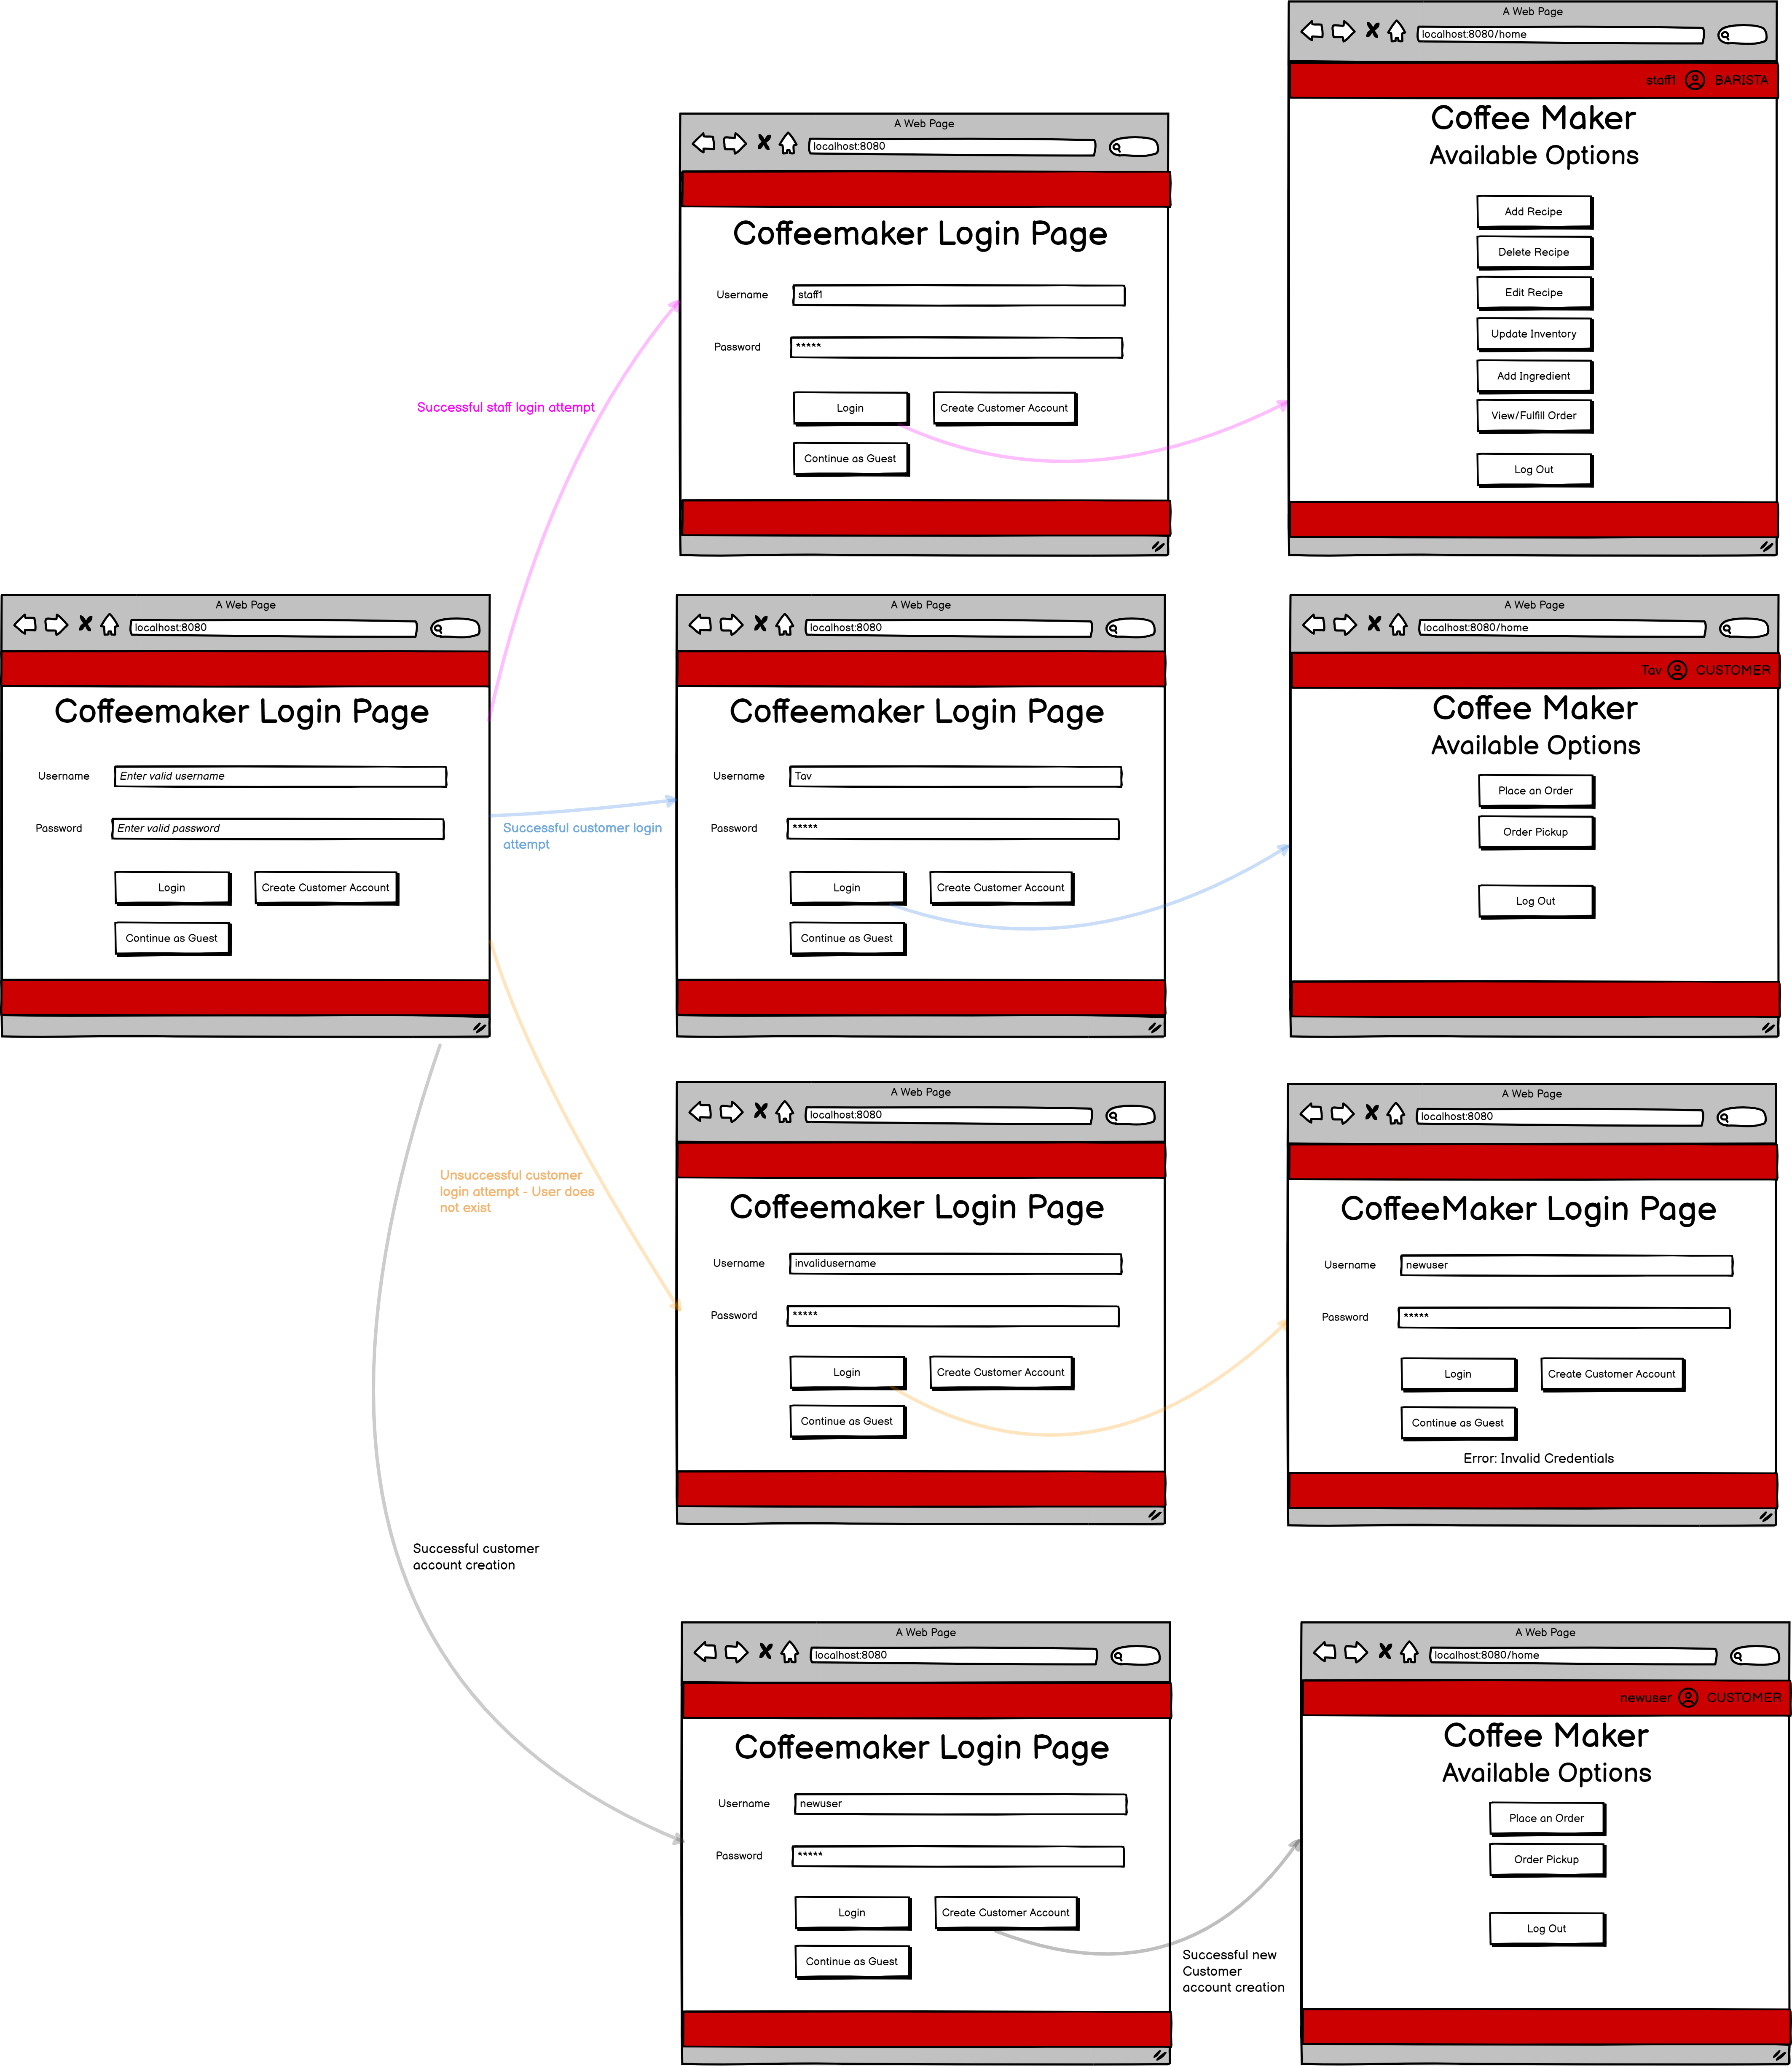 A Web Page
localhost:8080/home
staff1 BARISTA
Coffee Maker
Available Options
Add Recipe
Delete Recipe
Edit Recipe
Update Inventory
Add Ingredient
View/Fulfill Order
Log Out
A Web Page
localhost:8080
Coffeemaker Login Page
Username staff1
Password *****
Login Create Customer Account
Continue as Guest
Successful staff login attempt
A Web Page
localhost:8080
Coffeemaker Login Page
Username Enter valid username
Password Enter valid password
Login Create Customer Account
Continue as Guest
Successful customer login
attempt
A Web Page
localhost:8080
Coffeemaker Login Page
Username Tav
Password *****
Login Create Customer Account
Continue as Guest
A Web Page
localhost:8080/home
Tav CUSTOMER
Coffee Maker
Available Options
Place an Order
Order Pickup
Log Out
Unsuccessful customer
login attempt - User does
not exist
A Web Page
localhost:8080
Coffeemaker Login Page
Username invalidusername
Password *****
Login Create Customer Account
Continue as Guest
A Web Page
localhost:8080
CoffeeMaker Login Page
Username newuser
Password *****
Login Create Customer Account
Continue as Guest
Error: Invalid Credentials
Successful customer
account creation
A Web Page
localhost:8080
Coffeemaker Login Page
Username newuser
Password *****
Login Create Customer Account
Continue as Guest
Successful new
Customer
account creation
A Web Page
localhost:8080/home
newuser CUSTOMER
Coffee Maker
Available Options
Place an Order
Order Pickup
Log Out